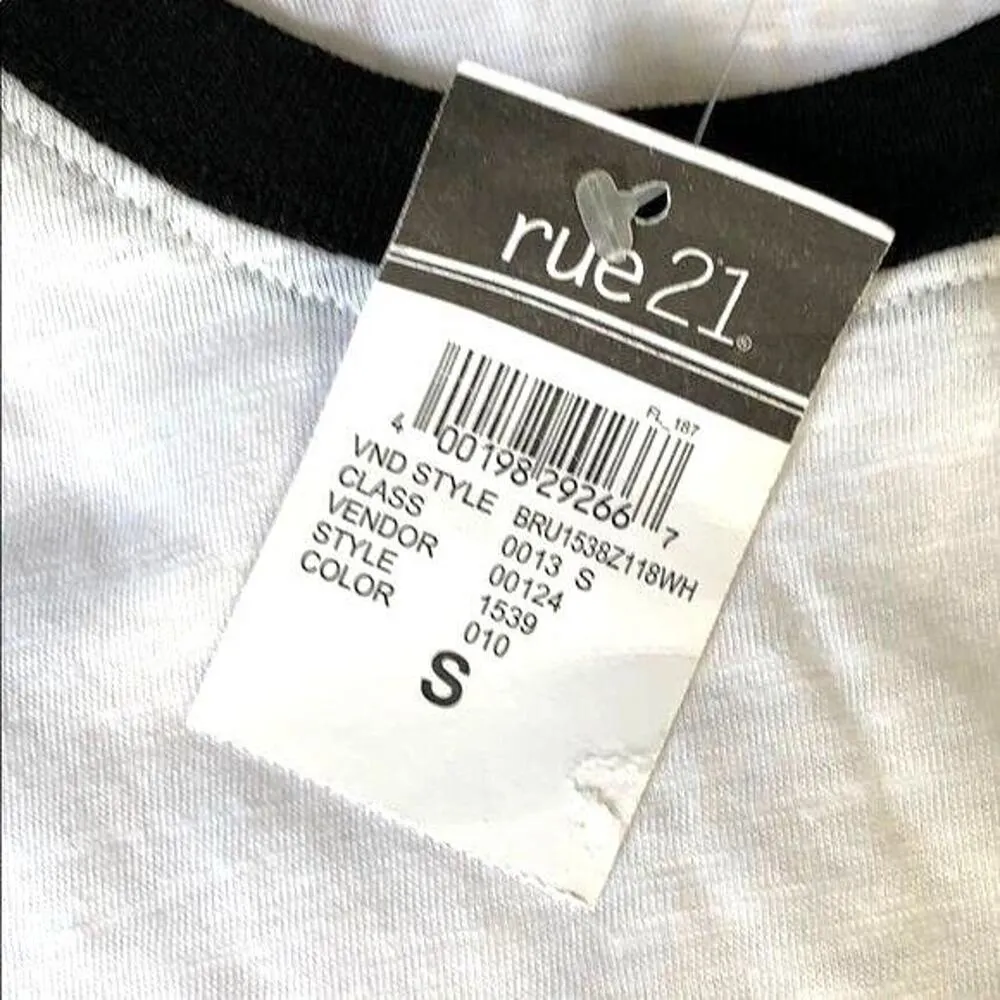 rue21®
FL_187
4 00198 29266 7
VND STYLE BRU1538Z118WH
CLASS 0013 S
VENDOR 00124
STYLE 1539
COLOR 010
S